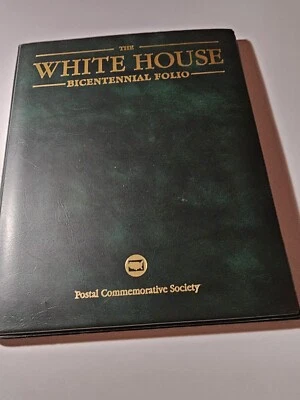 THE
WHITE HOUSE
BICENTENNIAL FOLIO
Postal Commemorative Society